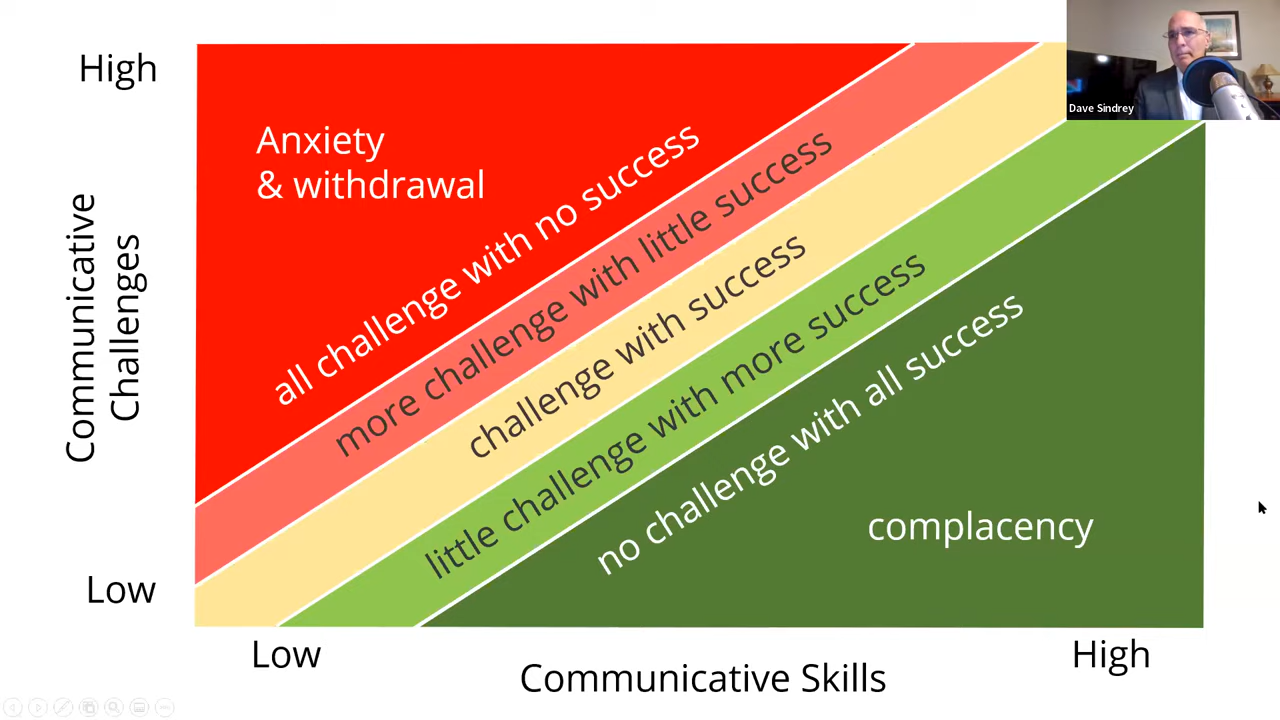 High
Dave Sindrey
Anxiety
& withdrawal
all challenge with no success
more challenge with little success
challenge with success
little challenge with more success
no challenge with all success
complacency
Communicative
Challenges
Low
Low
High
Communicative Skills